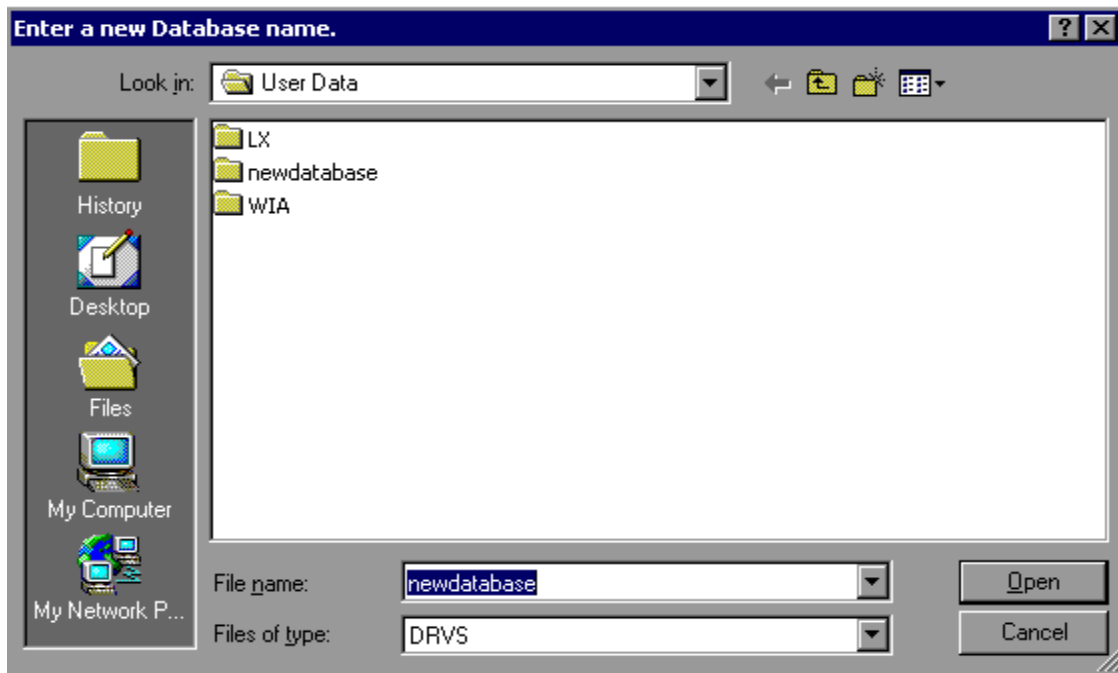 Enter a new Database name.
Look in: User Data
LX
newdatabase
WIA
History
Desktop
Files
My Computer
My Network P...
File name: newdatabase Open
Files of type: DRVS Cancel